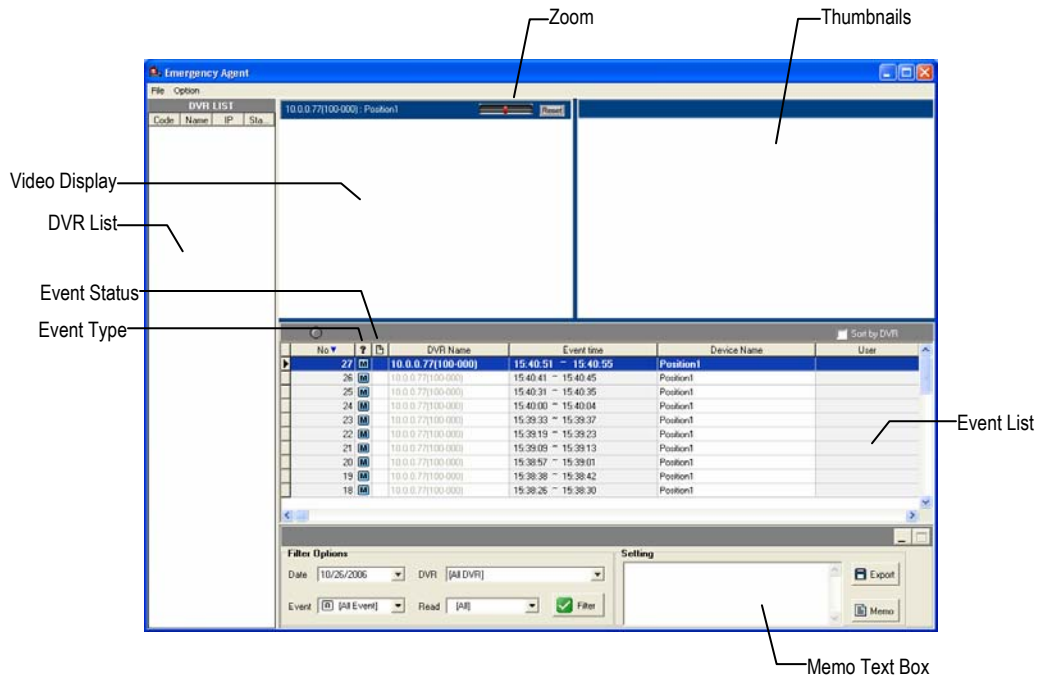 Zoom
Thumbnails
Emergency Agent
File Option
DVR LIST
Code Name IP Sta...
10.0.0.77(100-000) : Position1 Reset
Video Display
DVR List
Event Status
Event Type
Sort by DVR
No ? DVR Name Event time Device Name User
27 M 10.0.0.77(100-000) 15:40:51 ~ 15:40:55 Position1
26 M 10.0.0.77(100-000) 15:40:41 ~ 15:40:45 Position1
25 M 10.0.0.77(100-000) 15:40:31 ~ 15:40:35 Position1
24 M 10.0.0.77(100-000) 15:40:00 ~ 15:40:04 Position1
23 M 10.0.0.77(100-000) 15:39:33 ~ 15:39:37 Position1
22 M 10.0.0.77(100-000) 15:39:19 ~ 15:39:23 Position1
21 M 10.0.0.77(100-000) 15:39:09 ~ 15:39:13 Position1
20 M 10.0.0.77(100-000) 15:38:57 ~ 15:39:01 Position1
19 M 10.0.0.77(100-000) 15:38:38 ~ 15:38:42 Position1
18 M 10.0.0.77(100-000) 15:38:26 ~ 15:38:30 Position1
Event List
Filter Options
Setting
Date 10/26/2006 DVR [All DVR]
Export
Event [All Event] Read [All] Filter
Memo
Memo Text Box